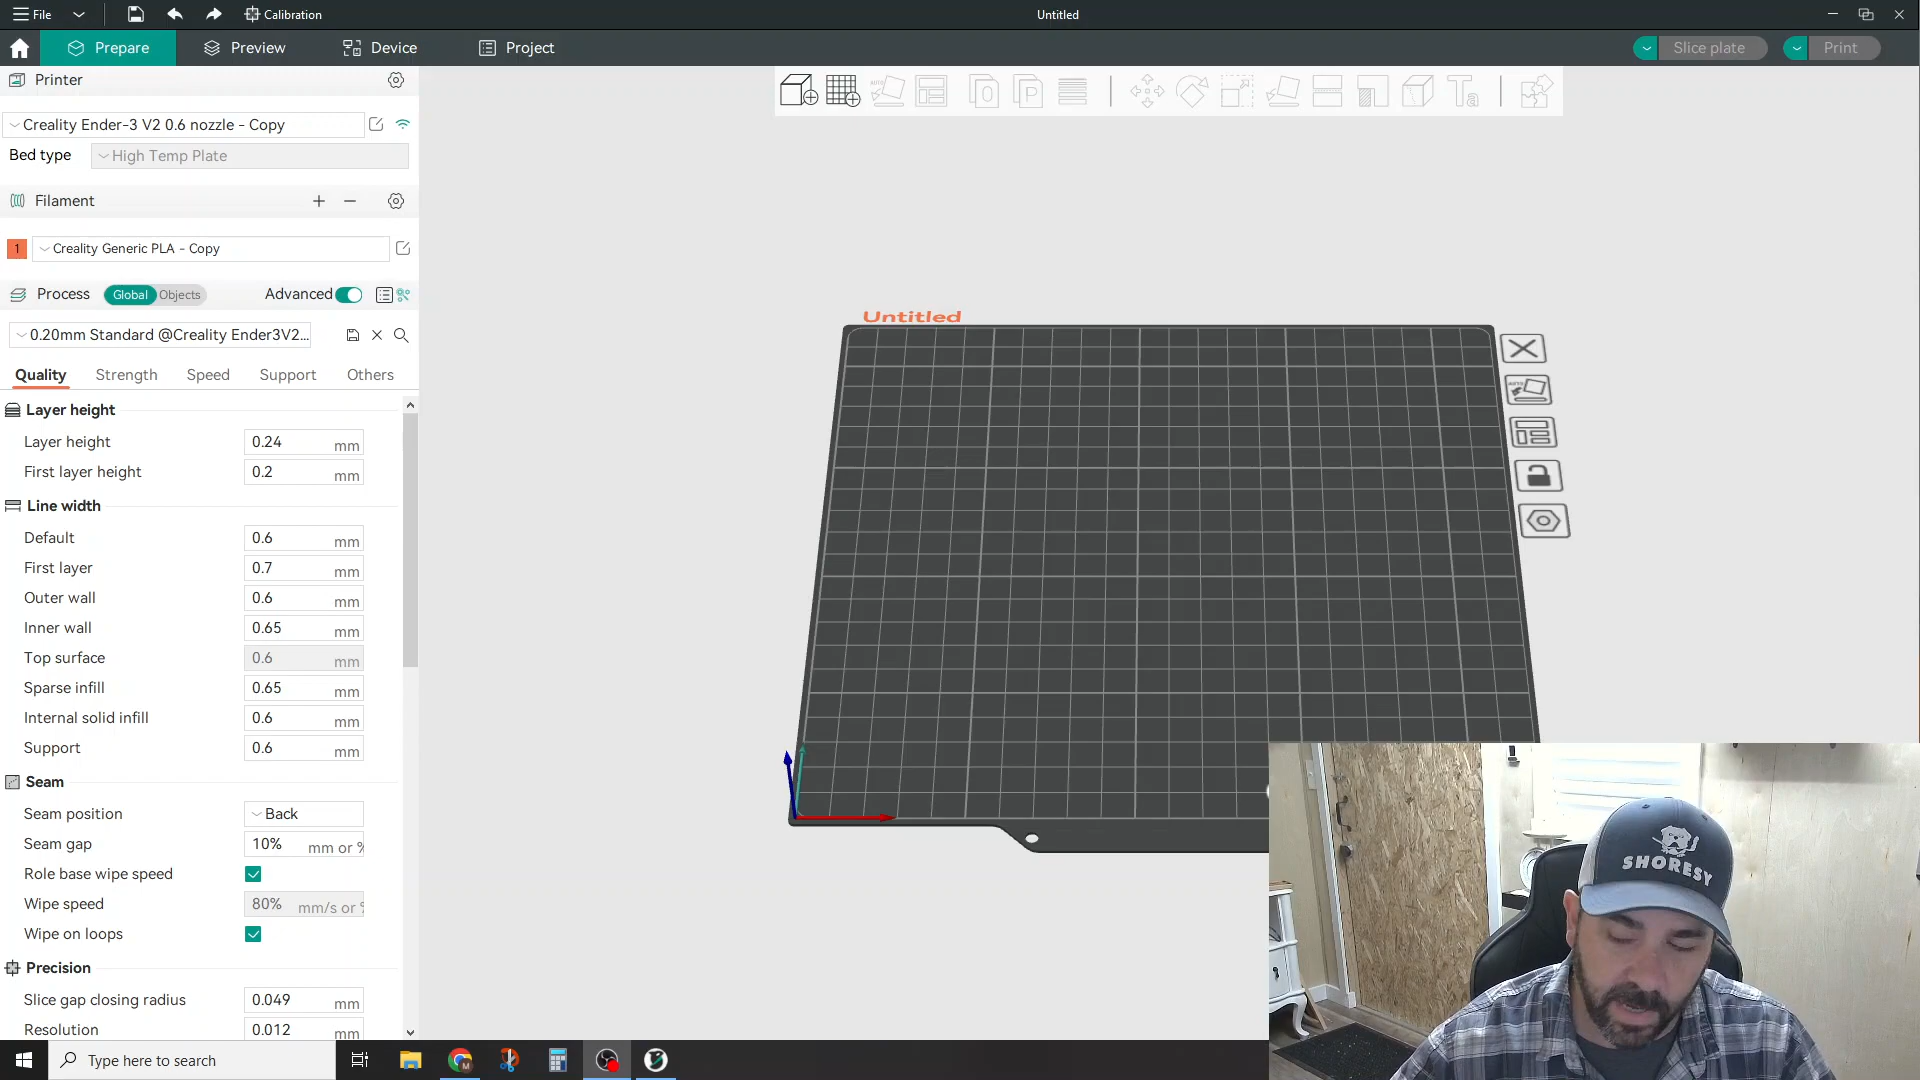 File
Calibration
Untitled
Prepare
Preview
Device
Project
Slice plate
Print
Printer
Creality Ender-3 V2 0.6 nozzle - Copy
Bed type
High Temp Plate
Filament
1
Creality Generic PLA - Copy
Process
Global
Objects
Advanced
0.20mm Standard @Creality Ender3V2...
Quality
Strength
Speed
Support
Others
Layer height
Layer height 0.24 mm
First layer height 0.2 mm
Line width
Default 0.6 mm
First layer 0.7 mm
Outer wall 0.6 mm
Inner wall 0.65 mm
Top surface 0.6 mm
Sparse infill 0.65 mm
Internal solid infill 0.6 mm
Support 0.6 mm
Seam
Seam position Back
Seam gap 10% mm or %
Role base wipe speed
Wipe speed 80% mm/s or %
Wipe on loops
Precision
Slice gap closing radius 0.049 mm
Resolution 0.012 mm
AUTO
O
P
Ta
Untitled
AUTO
SHORESY
Type here to search
M